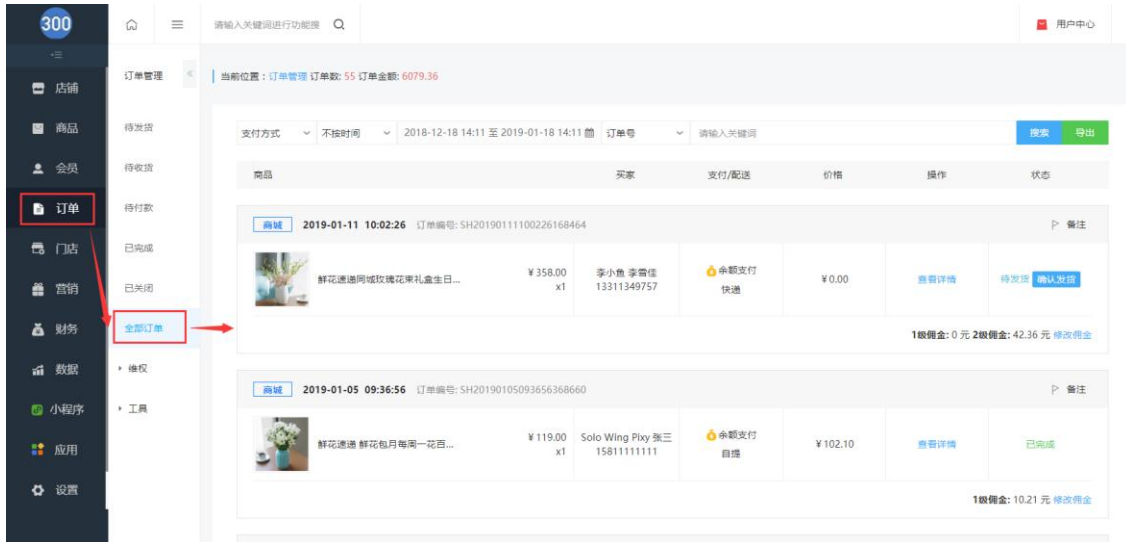 300
请输入关键词进行功能搜
用户中心
店铺
商品
会员
订单
门店
营销
财务
数据
小程序
应用
设置
订单管理
待发货
待收货
待付款
已完成
已关闭
全部订单
维权
工具
当前位置：订单管理 订单数: 55 订单金额: 6079.36
支付方式 不按时间 2018-12-18 14:11 至 2019-01-18 14:11 订单号 请输入关键词 搜索 导出
商品 买家 支付/配送 价格 操作 状态
商城 2019-01-11 10:02:26 订单编号: SH20190111100226168464 备注
鲜花速递同城玫瑰花束礼盒生日... ¥ 358.00 李小鱼 李雪佳 余额支付 ¥ 0.00 查看详情 待发货 确认发货
x1 13311349757 快递
1级佣金: 0 元 2级佣金: 42.36 元 修改佣金
商城 2019-01-05 09:36:56 订单编号: SH20190105093656368660 备注
鲜花速递 鲜花包月每周一花百... ¥ 119.00 Solo Wing Pixy 张三 余额支付 ¥ 102.10 查看详情 已完成
x1 15811111111 自提
1级佣金: 10.21 元 修改佣金